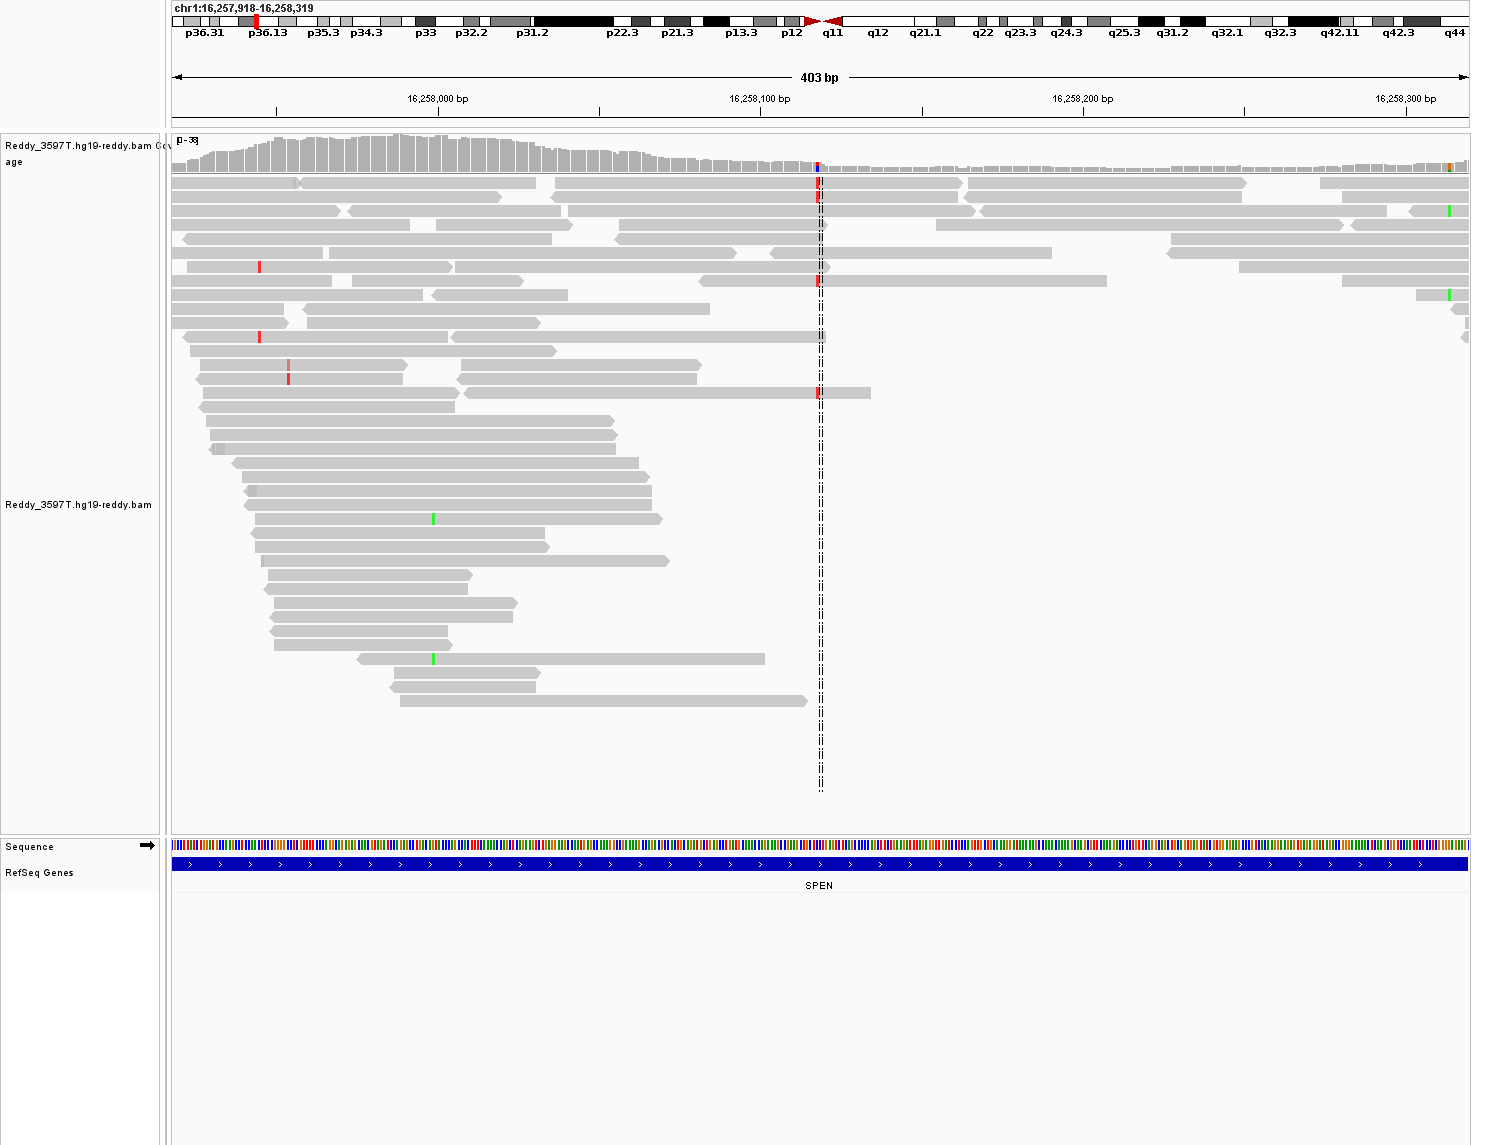 chr1:16,257,918-16,258,319
p36.31 p36.13 p35.3 p34.3 p33 p32.2 p31.2 p22.3 p21.3 p13.3 p12 q11 q12 q21.1 q22 q23.3 q24.3 q25.3 q31.2 q32.1 q32.3 q42.11 q42.3 q44
403 bp
16,258,000 bp 16,258,100 bp 16,258,200 bp 16,258,300 bp
[0-38]
Reddy_3597T.hg19-reddy.bam Cov
age
Reddy_3597T.hg19-reddy.bam
Sequence
RefSeq Genes
SPEN